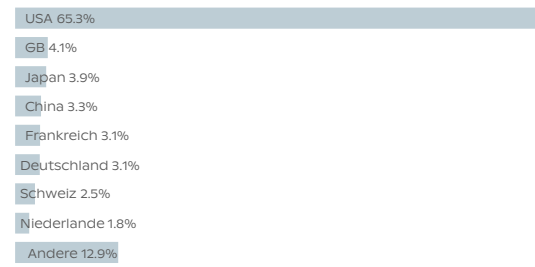 USA 65.3%
GB 4.1%
Japan 3.9%
China 3.3%
Frankreich 3.1%
Deutschland 3.1%
Schweiz 2.5%
Niederlande 1.8%
Andere 12.9%